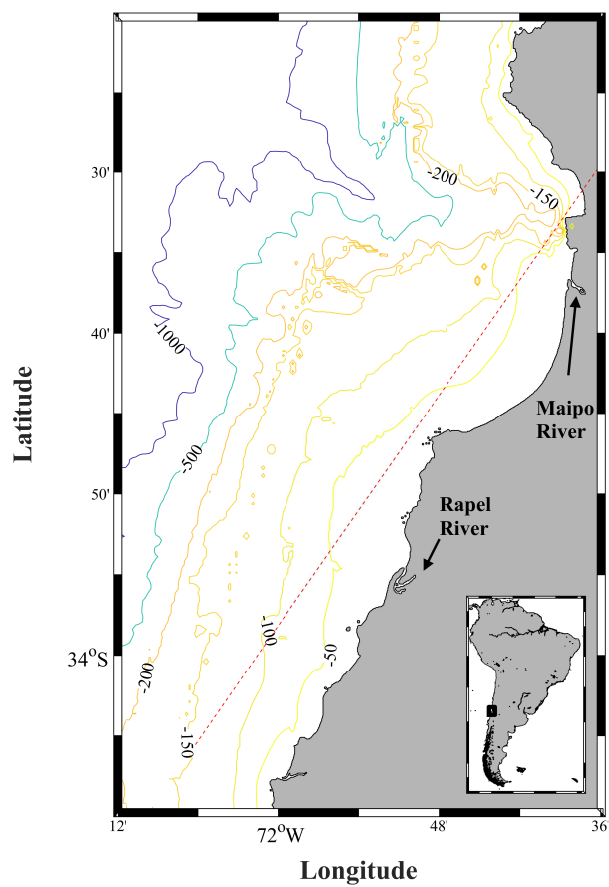 -200
-150
30'
-1000
40'
Maipo
River
-500
50'
Rapel
River
-100
-50
34°S
-200
-150
12'
72°W
48'
36'
Latitude
Longitude